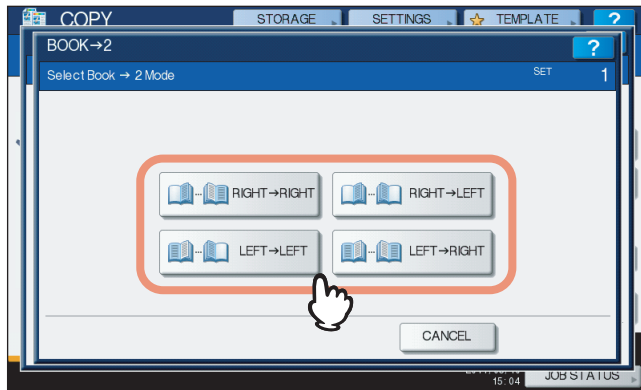 COPY STORAGE SETTINGS TEMPLATE ?
BOOK→2 ?
Select Book → 2 Mode SET 1
RIGHT→RIGHT RIGHT→LEFT
LEFT→LEFT LEFT→RIGHT
CANCEL
15:04 JOB STATUS